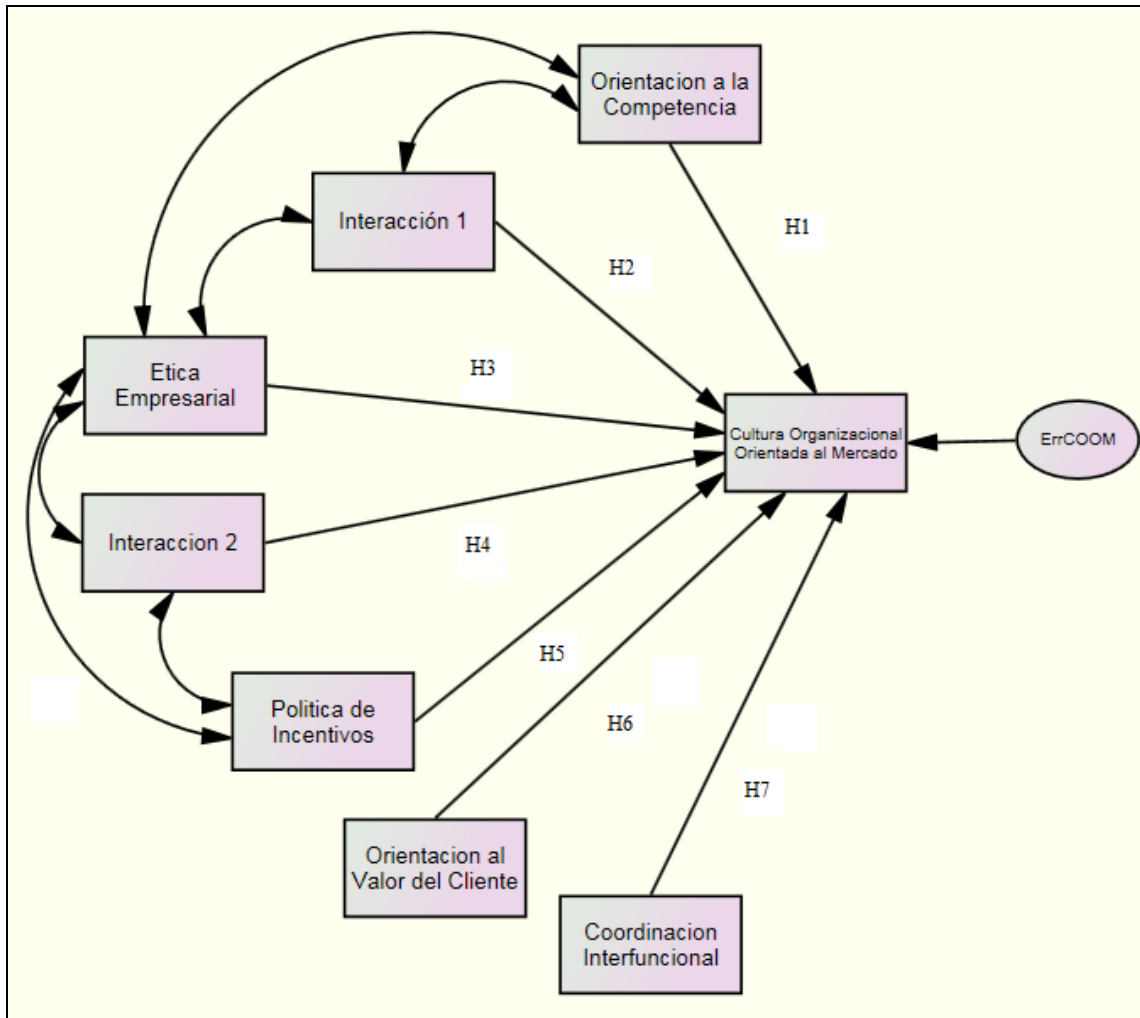 Orientacion a la
Competencia
Interacción 1
H1
H2
Etica
Empresarial
H3
Cultura Organizacional
Orientada al Mercado
ErrCOOM
Interaccion 2
H4
H5
Politica de
Incentivos
H6
H7
Orientacion al
Valor del Cliente
Coordinacion
Interfuncional